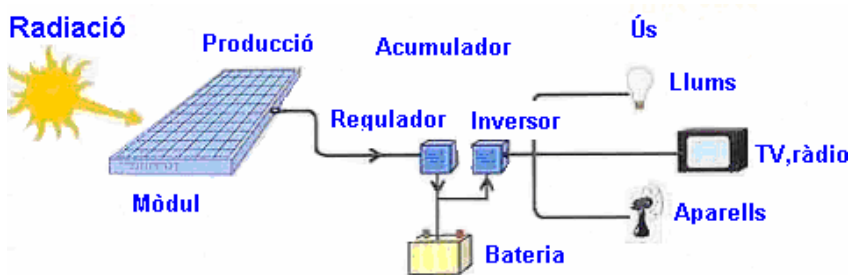 Radiació
Producció
Acumulador
Ús
Llums
Regulador
Inversor
TV,ràdio
Mòdul
Aparells
Bateria